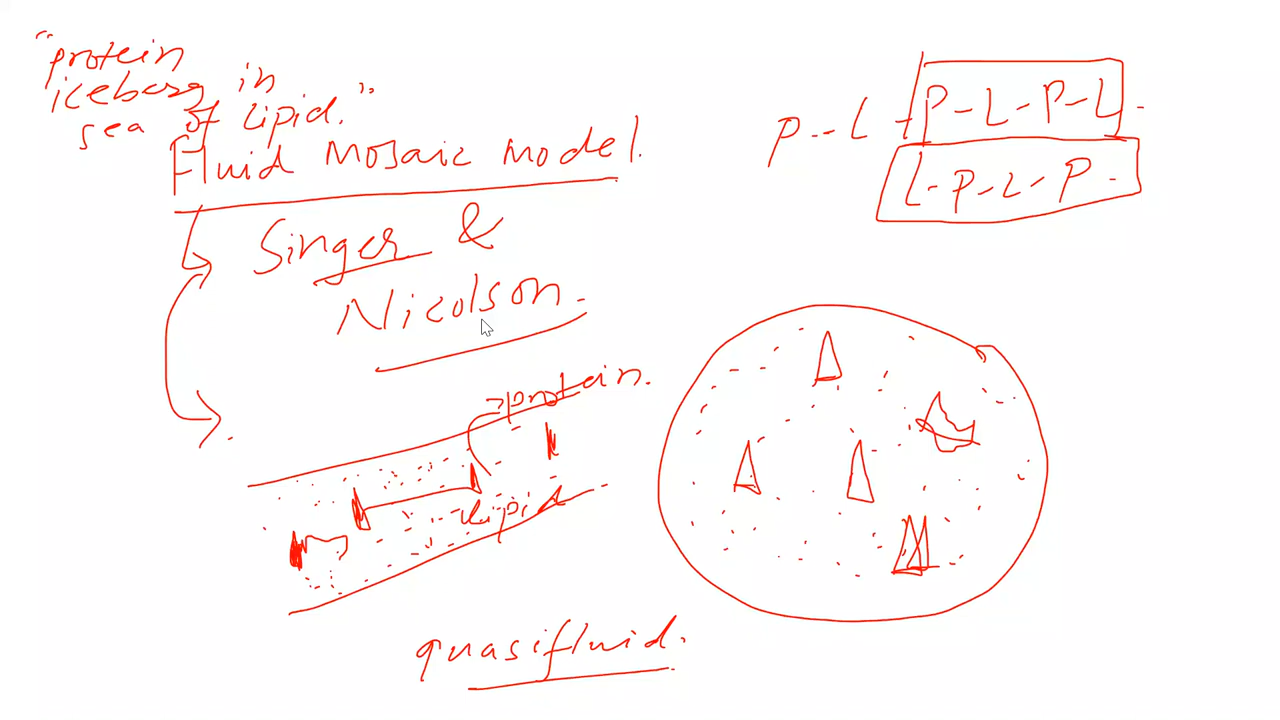 "protein
iceberg in
sea of lipid."
Fluid Mosaic model.
Singer &
Nicolson.
P--L-P-L-P-L-
L-P-L-P-
protein.
Lipid
quasifluid.